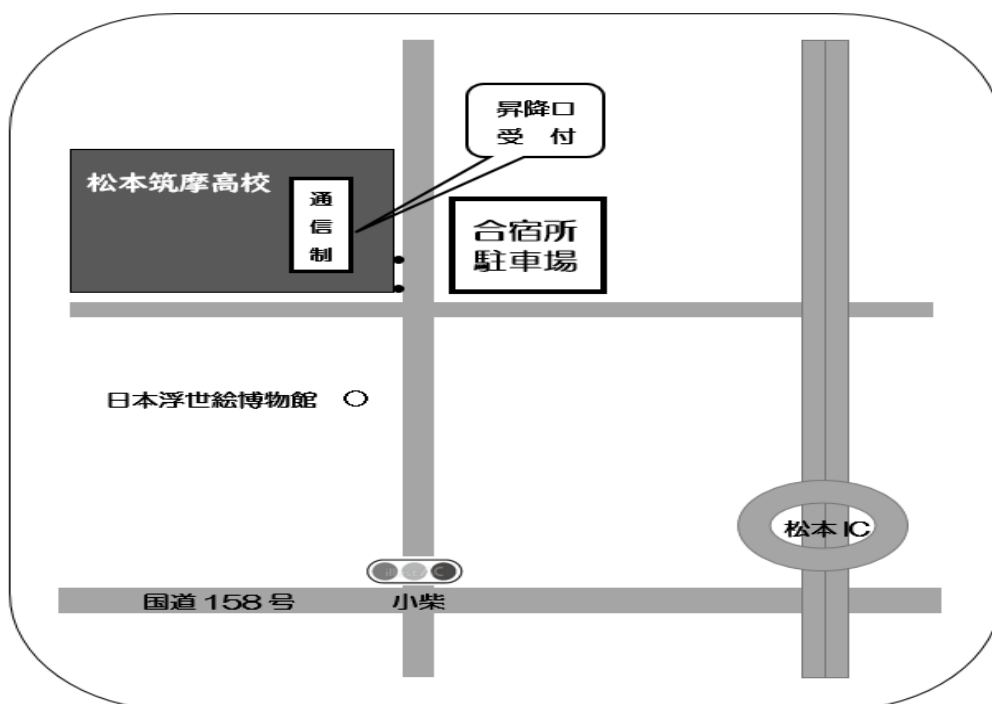 昇降口
受　付
松本筑摩高校
通
信
制
合宿所
駐車場
日本浮世絵博物館
松本IC
国道158号
小柴